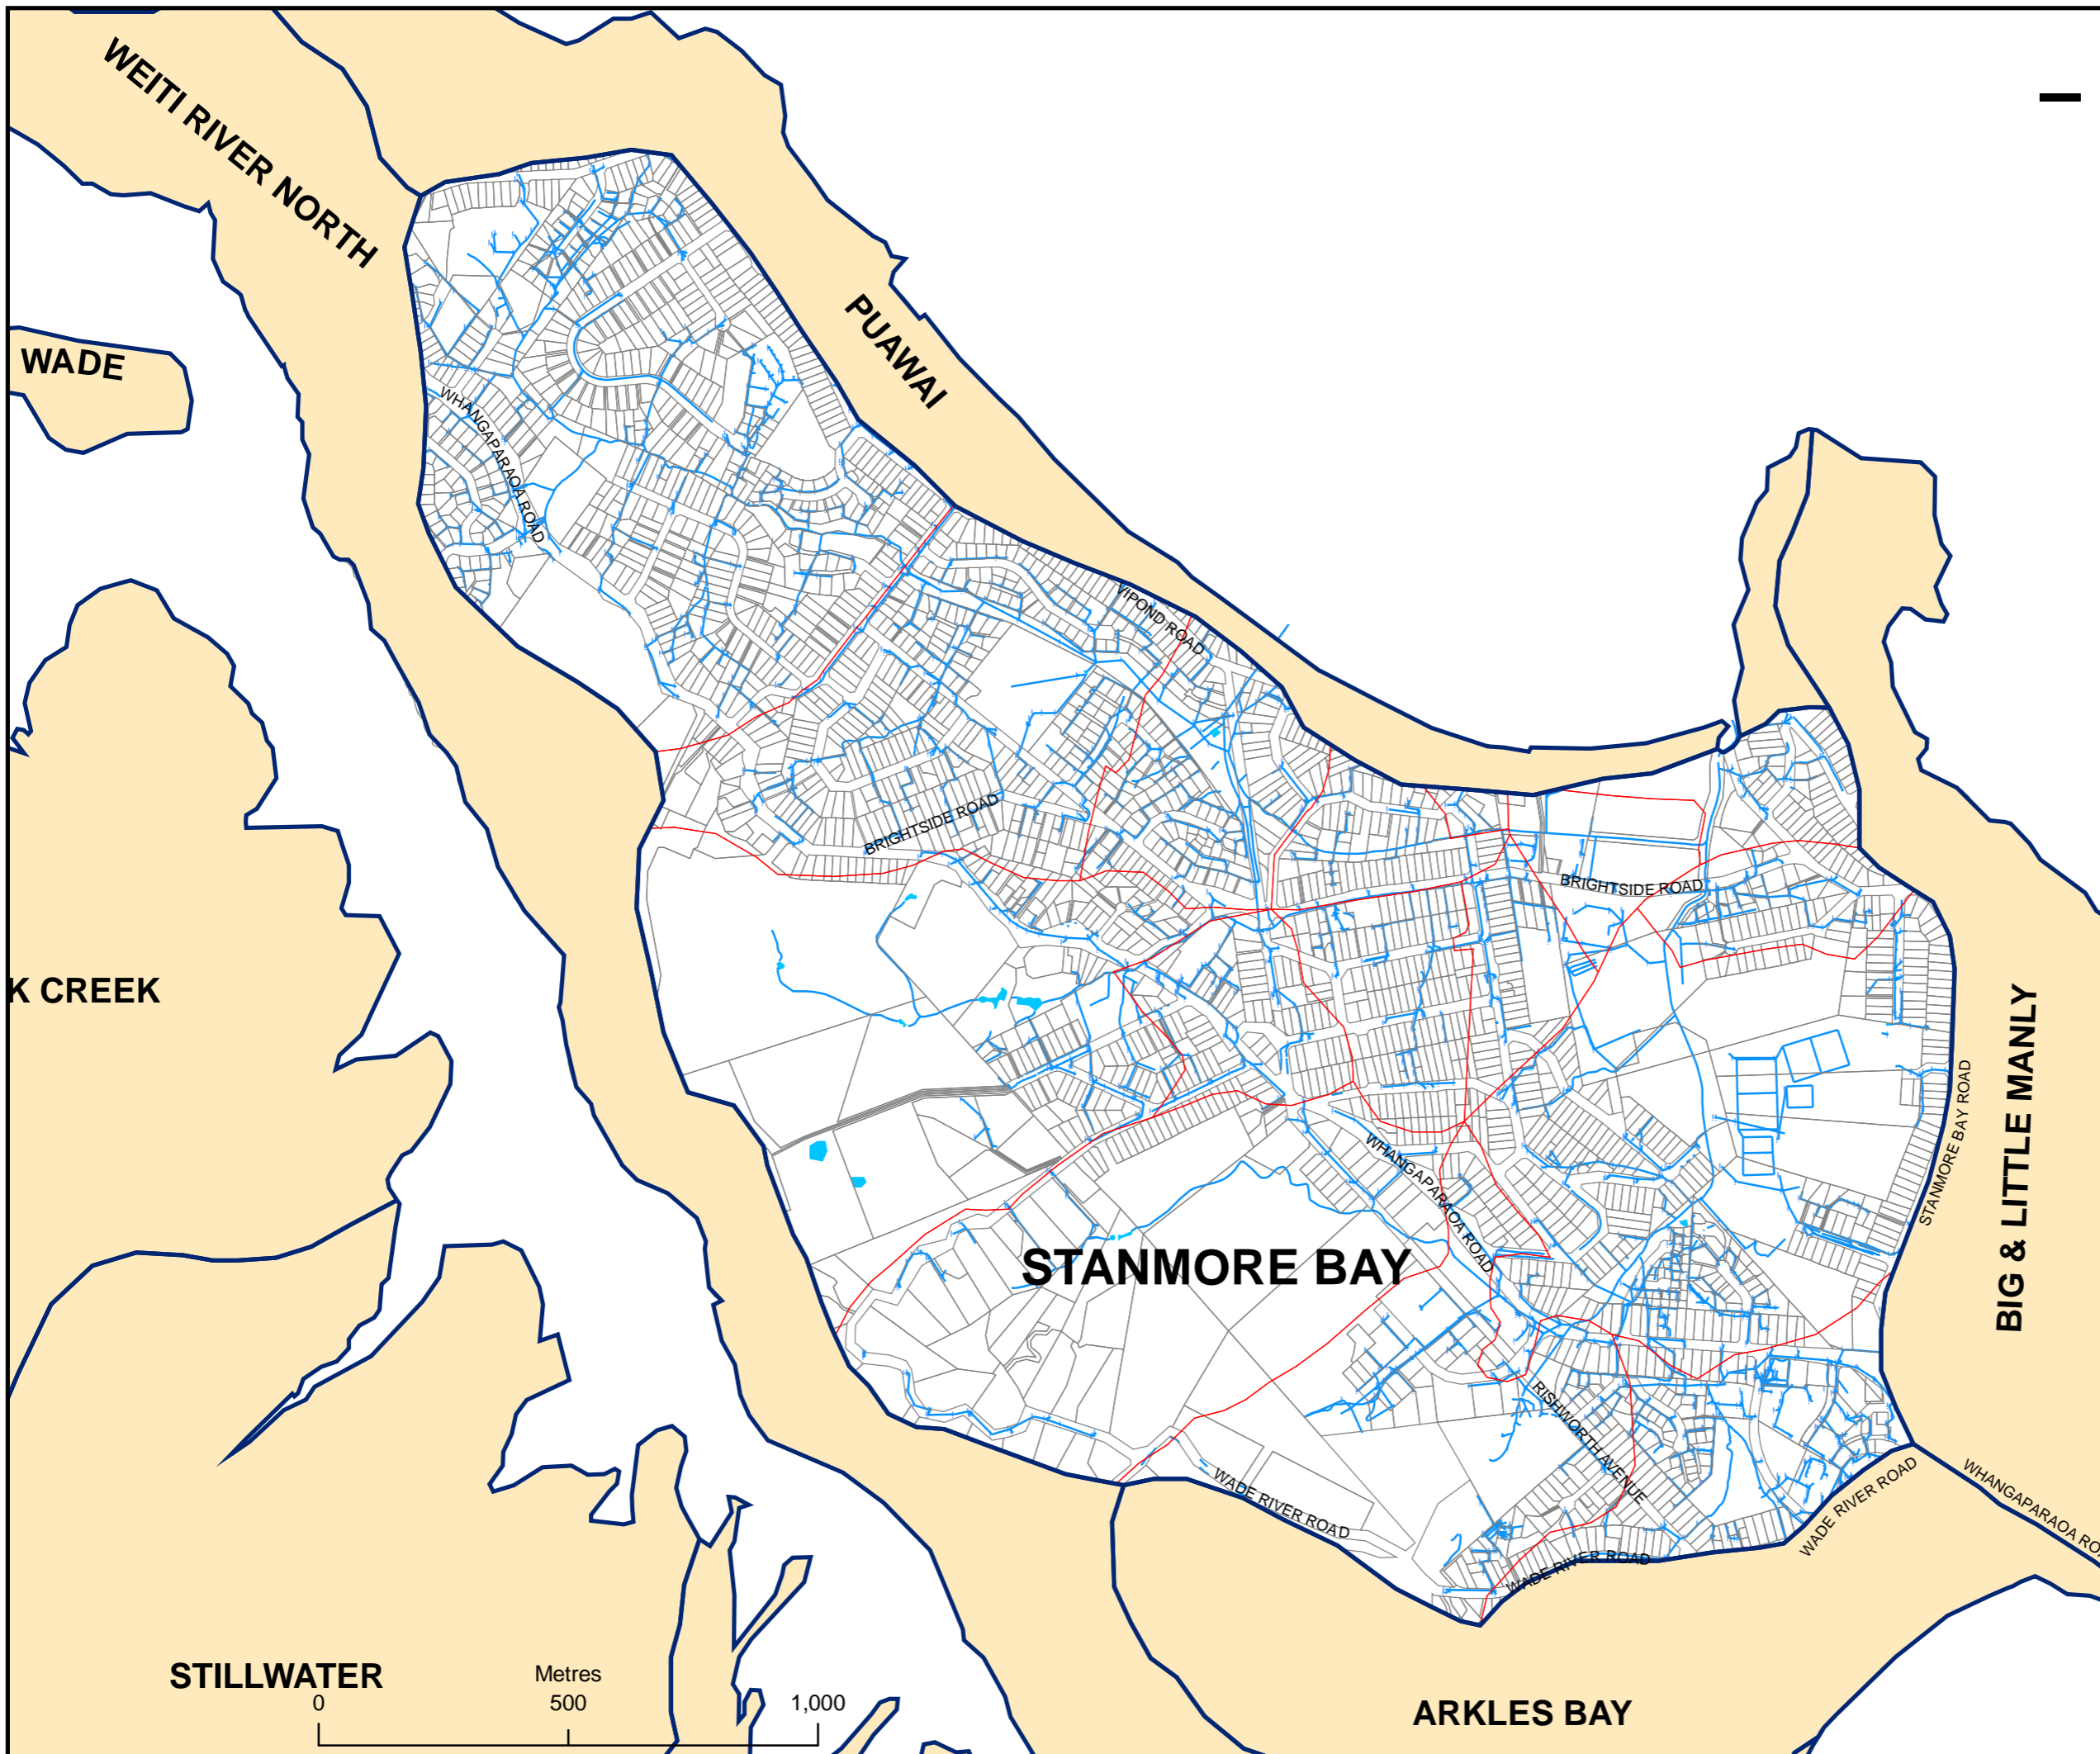 WEITI RIVER NORTH
PUAWAI
WADE
WHANGAPARAOA ROAD
VIPOND ROAD
BRIGHTSIDE ROAD
BRIGHTSIDE ROAD
K CREEK
BIG & LITTLE MANLY
STANMORE BAY ROAD
WHANGAPARAOA ROAD
STANMORE BAY
RISHWORTH AVENUE
WADE RIVER ROAD
WADE RIVER ROAD
WHANGAPARAOA RO
WADE RIVER ROAD
STILLWATER
Metres
0 500 1,000
ARKLES BAY